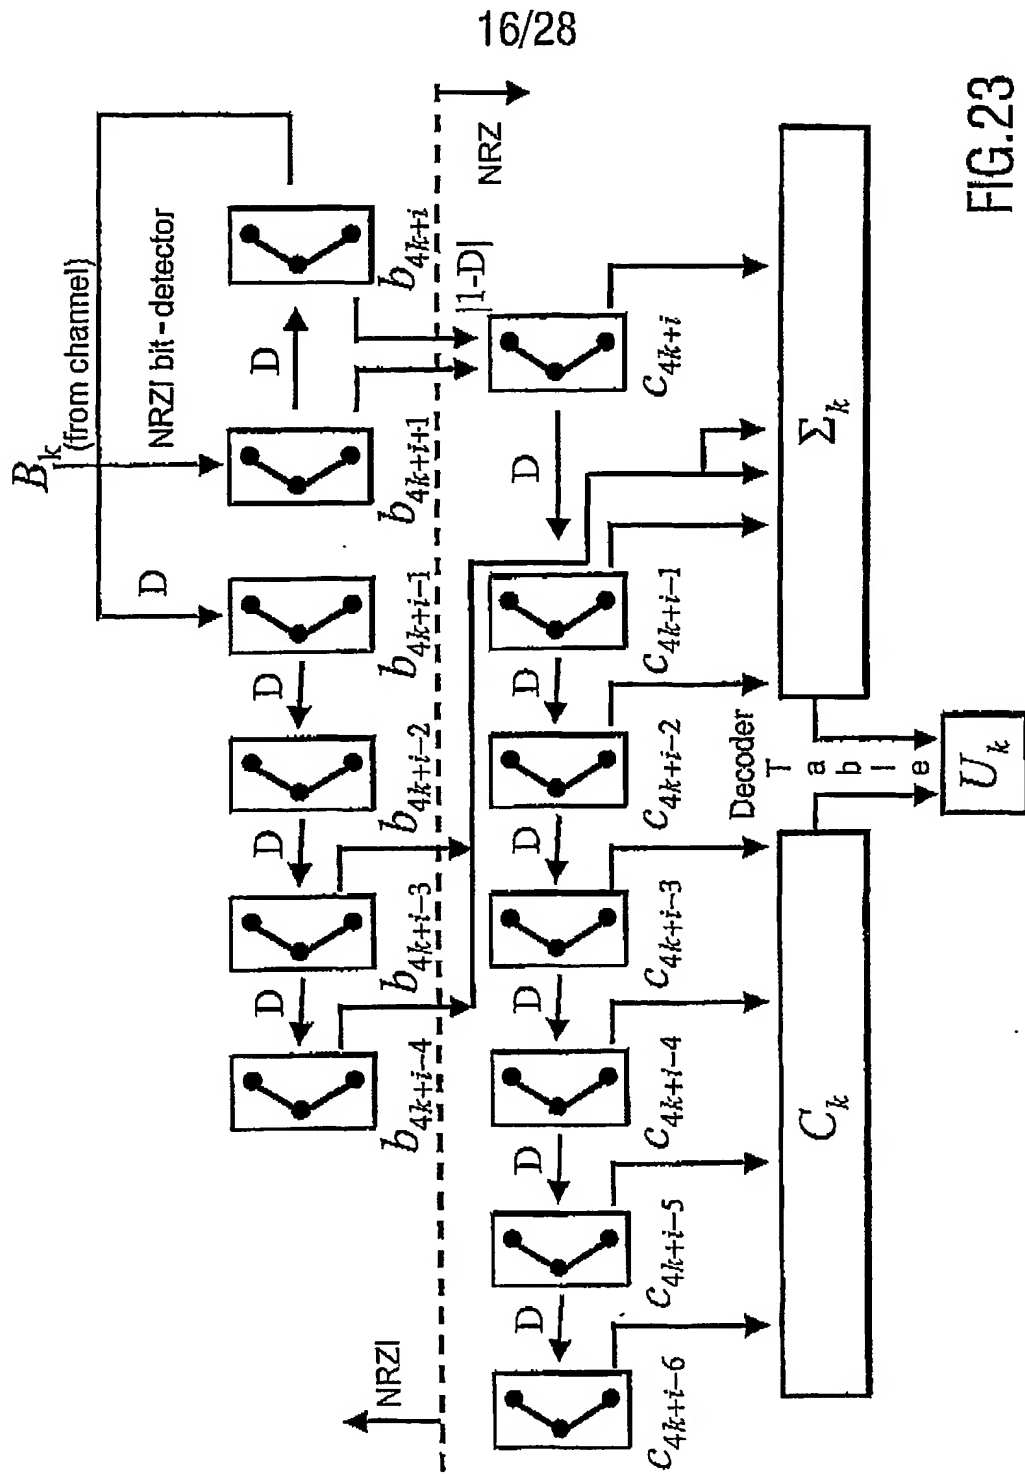 16/28
B_k (from channel)
NRZI bit-detector
D
D
D
D
D
b_{4k+i-4}
b_{4k+i-3}
b_{4k+i-2}
b_{4k+i-1}
b_{4k+i+1}
b_{4k+i}
NRZI
NRZ
|1-D|
D
D
D
D
D
D
c_{4k+i-6}
c_{4k+i-5}
c_{4k+i-4}
c_{4k+i-3}
c_{4k+i-2}
c_{4k+i-1}
c_{4k+i}
Decoder
Table
C_k
Σ_k
U_k
FIG.23